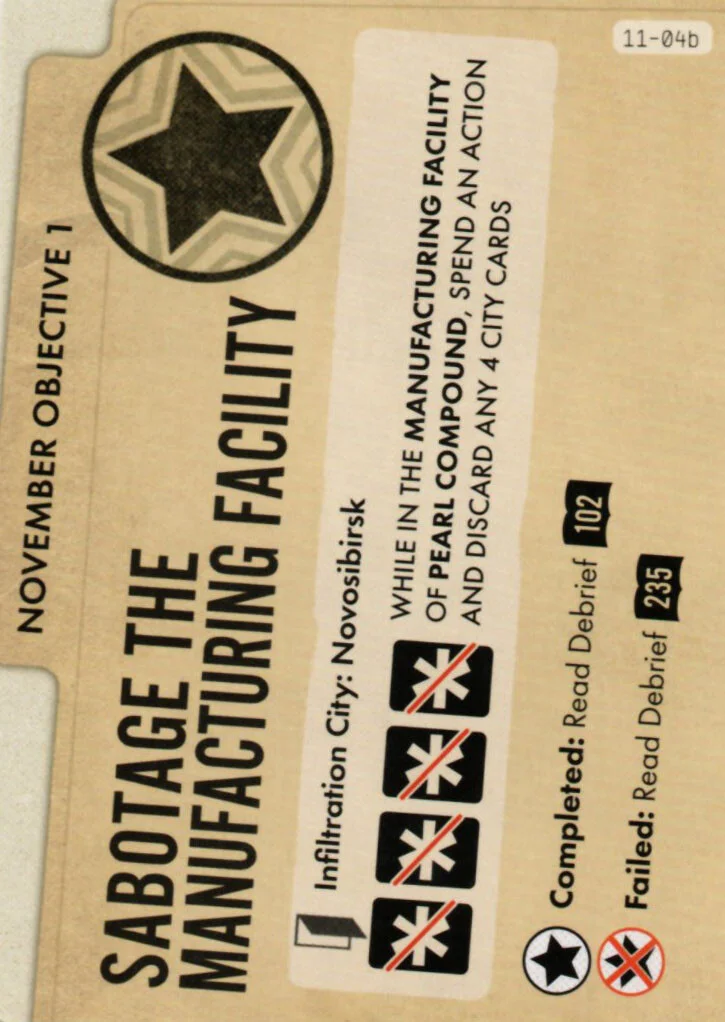 NOVEMBER OBJECTIVE 1
SABOTAGE THE
MANUFACTURING FACILITY
Infiltration City: Novosibirsk
WHILE IN THE MANUFACTURING FACILITY
OF PEARL COMPOUND, SPEND AN ACTION
AND DISCARD ANY 4 CITY CARDS
Completed: Read Debrief 102
Failed: Read Debrief 235
11-04b